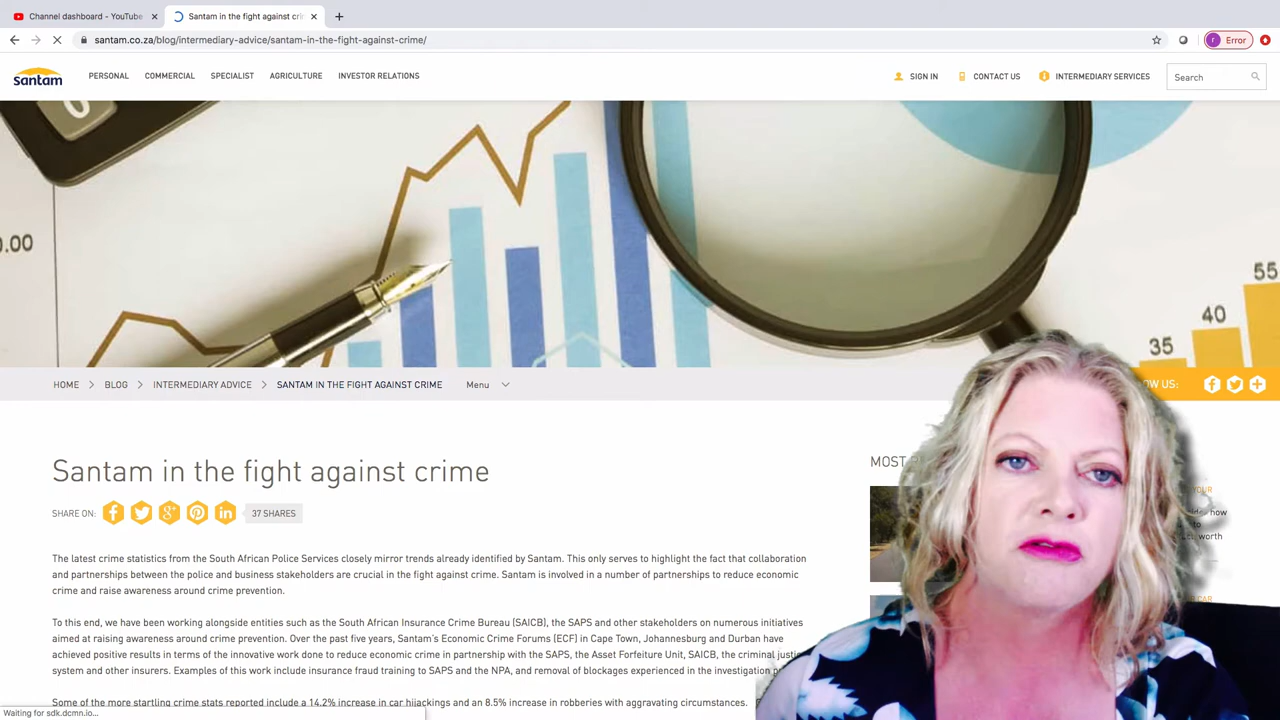 Channel dashboard - YouTube
Santam in the fight against cri
santam.co.za/blog/intermediary-advice/santam-in-the-fight-against-crime/
r Error
santam PERSONAL COMMERCIAL SPECIALIST AGRICULTURE INVESTOR RELATIONS SIGN IN CONTACT US INTERMEDIARY SERVICES Search
0
0.00
35 40 55
HOME BLOG INTERMEDIARY ADVICE SANTAM IN THE FIGHT AGAINST CRIME Menu OW US:
Santam in the fight against crime
SHARE ON: 37 SHARES
The latest crime statistics from the South African Police Services closely mirror trends already identified by Santam. This only serves to highlight the fact that collaboration
and partnerships between the police and business stakeholders are crucial in the fight against crime. Santam is involved in a number of partnerships to reduce economic
crime and raise awareness around crime prevention.
To this end, we have been working alongside entities such as the South African Insurance Crime Bureau (SAICB), the SAPS and other stakeholders on numerous initiatives
aimed at raising awareness around crime prevention. Over the past five years, Santam's Economic Crime Forums (ECF) in Cape Town, Johannesburg and Durban have
achieved positive results in terms of the innovative work done to reduce economic crime in partnership with the SAPS, the Asset Forfeiture Unit, SAICB, the criminal justic
system and other insurers. Examples of this work include insurance fraud training to SAPS and the NPA, and removal of blockages experienced in the investigation p
Some of the more startling crime stats reported include a 14.2% increase in car hijackings and an 8.5% increase in robberies with aggravating circumstances.
MOST
YOUR
how
to
worth
CAR
Waiting for sdk.dcmn.io...